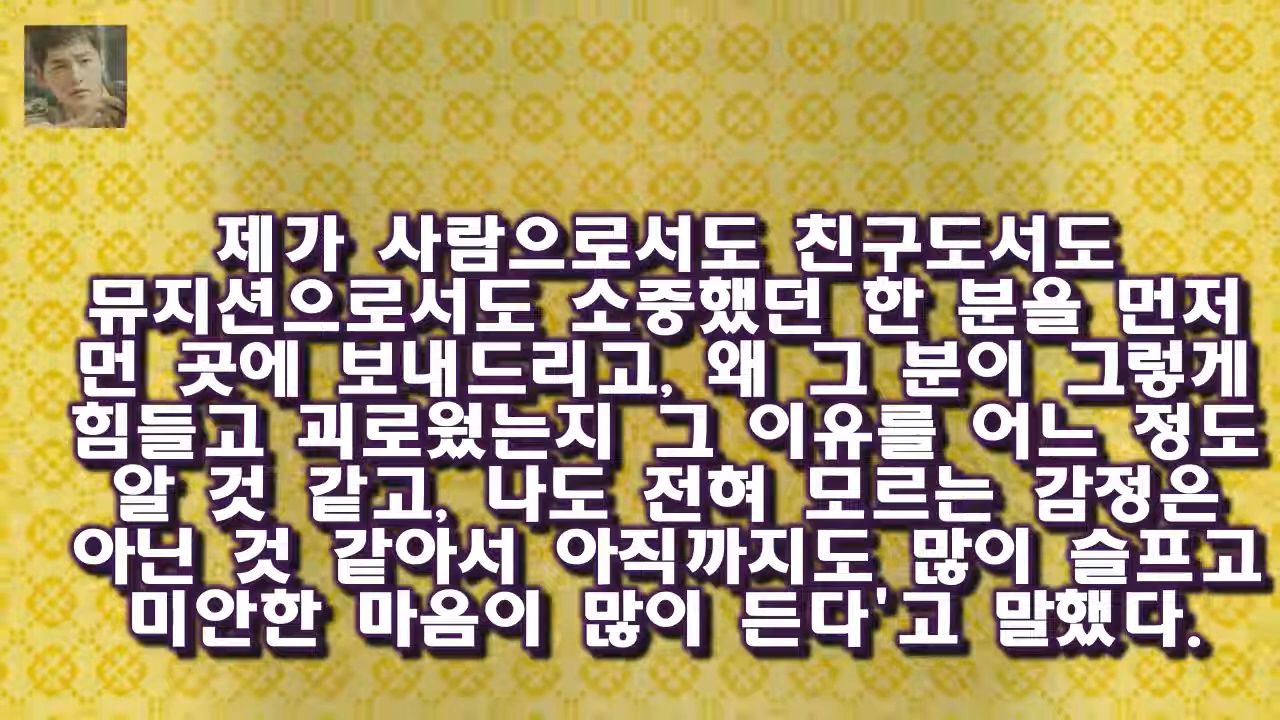 제가 사람으로서도 친구도서도
뮤지션으로서도 소중했던 한 분을 먼저
먼 곳에 보내드리고, 왜 그 분이 그렇게
힘들고 괴로웠는지 그 이유를 어느 정도
알 것 같고, 나도 전혀 모르는 감정은
아닌 것 같아서 아직까지도 많이 슬프고
미안한 마음이 많이 든다'고 말했다.